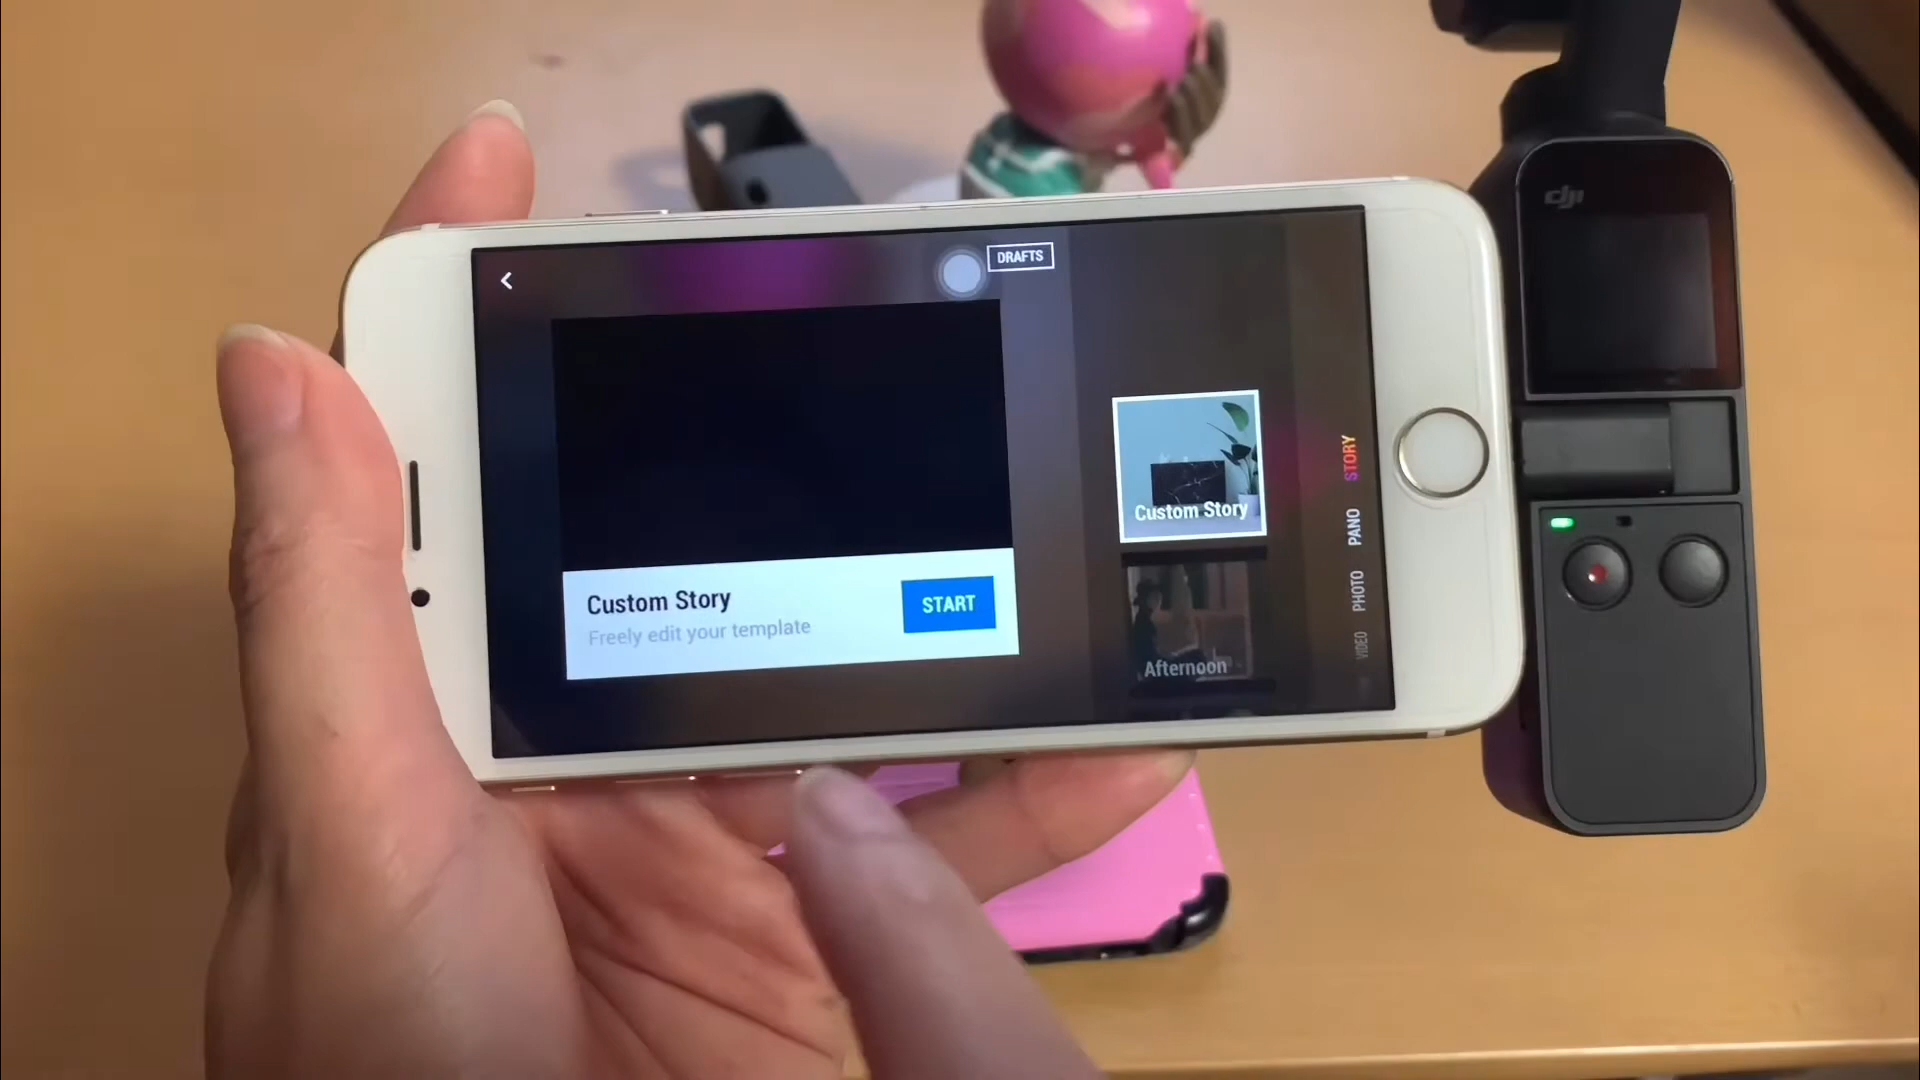 DRAFTS
Custom Story
Freely edit your template
START
Custom Story
Afternoon
STORY
PANO
PHOTO
VIDEO
dji